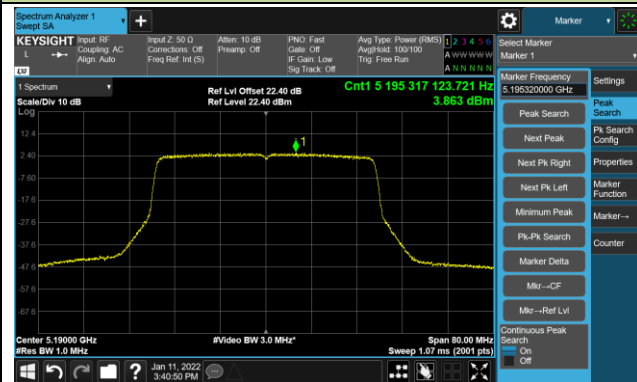 Spectrum Analyzer 1
Swept SA
+
Marker
KEYSIGHT
L
LXI
Input: RF
Coupling: AC
Align: Auto
Input Z: 50 Ω
Corrections: Off
Freq Ref: Int (S)
Atten: 10 dB
Preamp: Off
PNO: Fast
Gate: Off
IF Gain: Low
Sig Track: Off
Avg Type: Power (RMS)
Avg|Hold: 100/100
Trig: Free Run
1 2 3 4 5 6
A W W W W W
A N N N N N
Select Marker
Marker 1
1 Spectrum
Scale/Div 10 dB
Log
Ref Lvl Offset 22.40 dB
Ref Level 22.40 dBm
Cnt1 5 195 317 123.721 Hz
3.863 dBm
1
12.4
2.40
-7.60
-17.6
-27.6
-37.6
-47.6
-57.6
-67.6
Center 5.19000 GHz
#Res BW 1.0 MHz
#Video BW 3.0 MHz*
Span 80.00 MHz
Sweep 1.07 ms (2001 pts)
Marker Frequency
5.195320000 GHz
Peak Search
Next Peak
Next Pk Right
Next Pk Left
Minimum Peak
Pk-Pk Search
Marker Delta
Mkr→CF
Mkr→Ref Lvl
Continuous Peak
Search
On
Off
Settings
Peak
Search
Pk Search
Config
Properties
Marker
Function
Marker→
Counter
?
Jan 11, 2022
3:40:50 PM